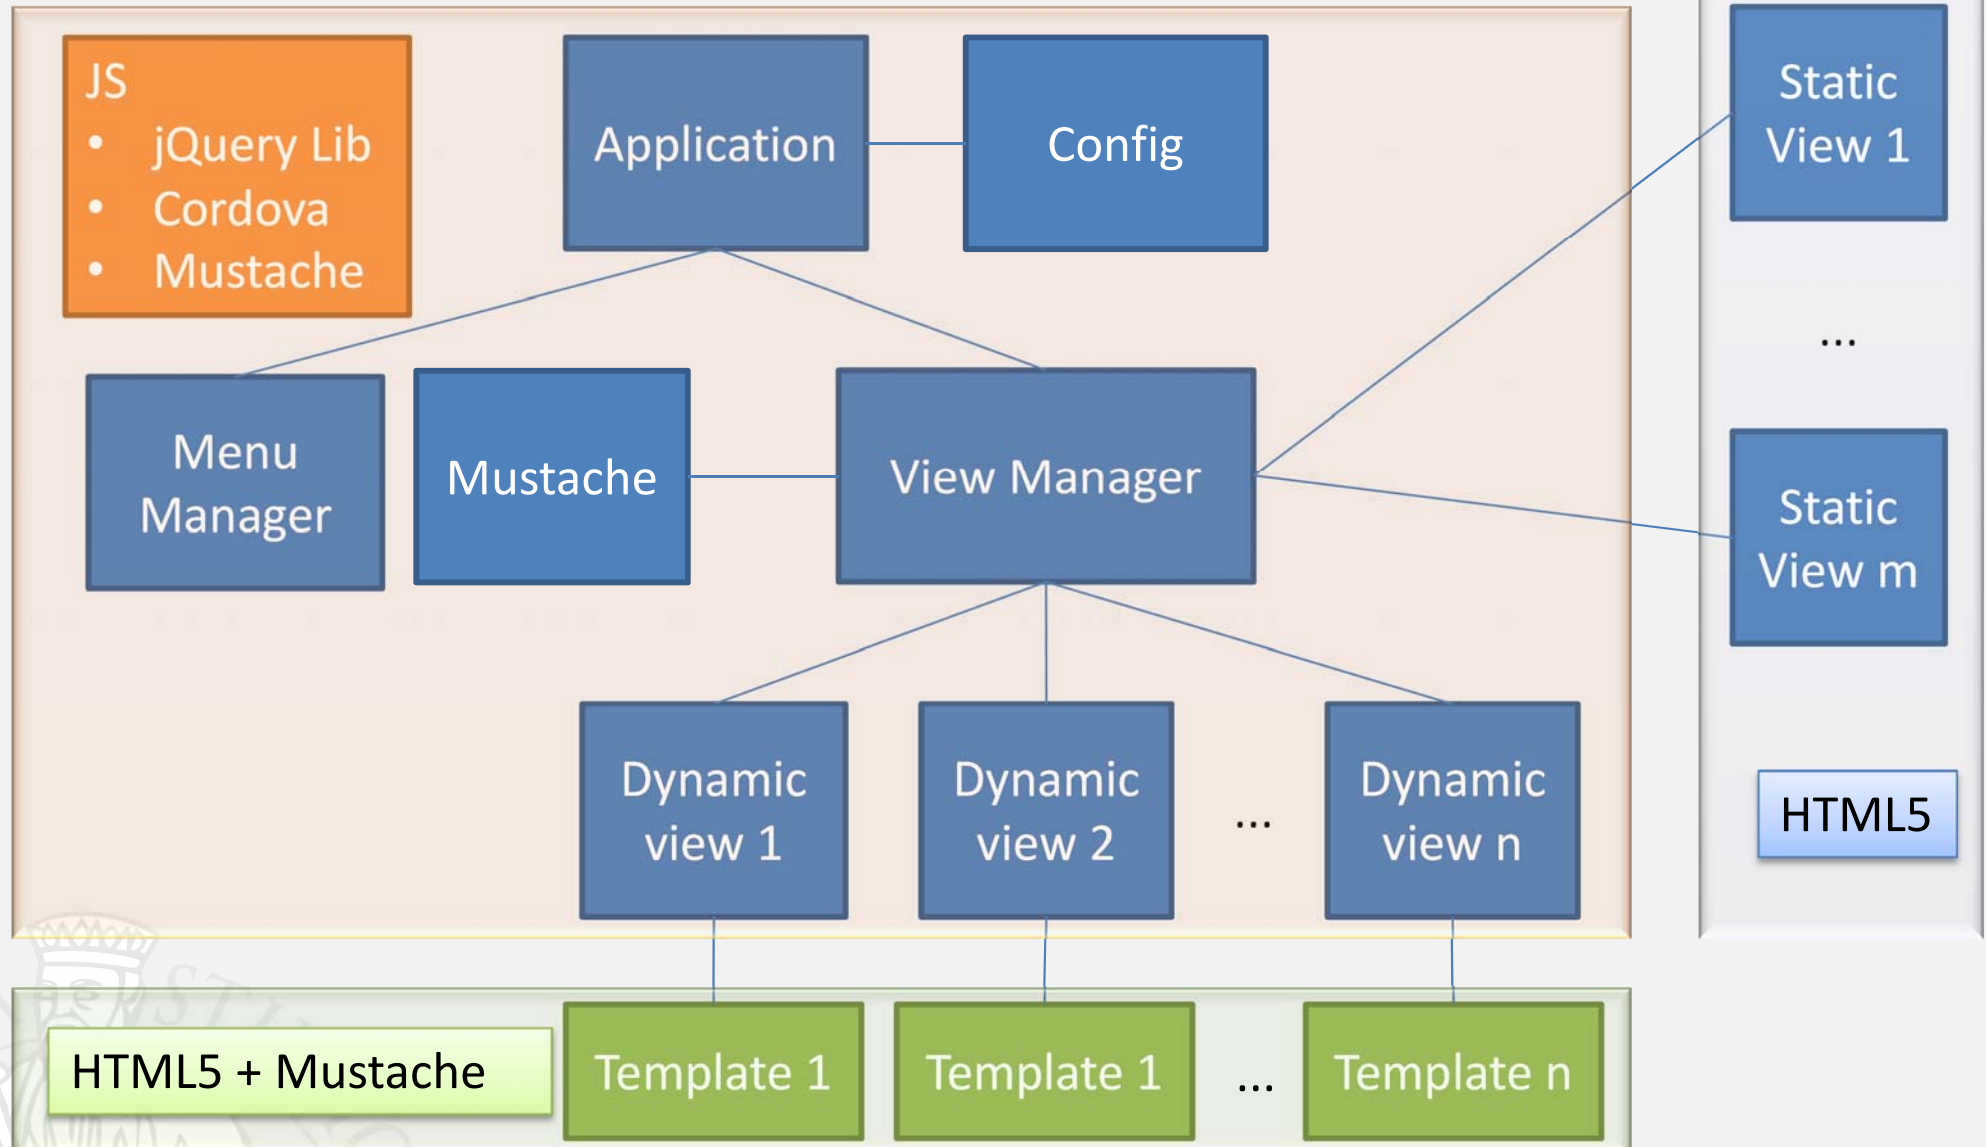 JS
• jQuery Lib
• Cordova
• Mustache
Application
Config
Static
View 1
...
Menu
Manager
Mustache
View Manager
Static
View m
Dynamic
view 1
Dynamic
view 2
...
Dynamic
view n
HTML5
HTML5 + Mustache
Template 1
Template 1
...
Template n